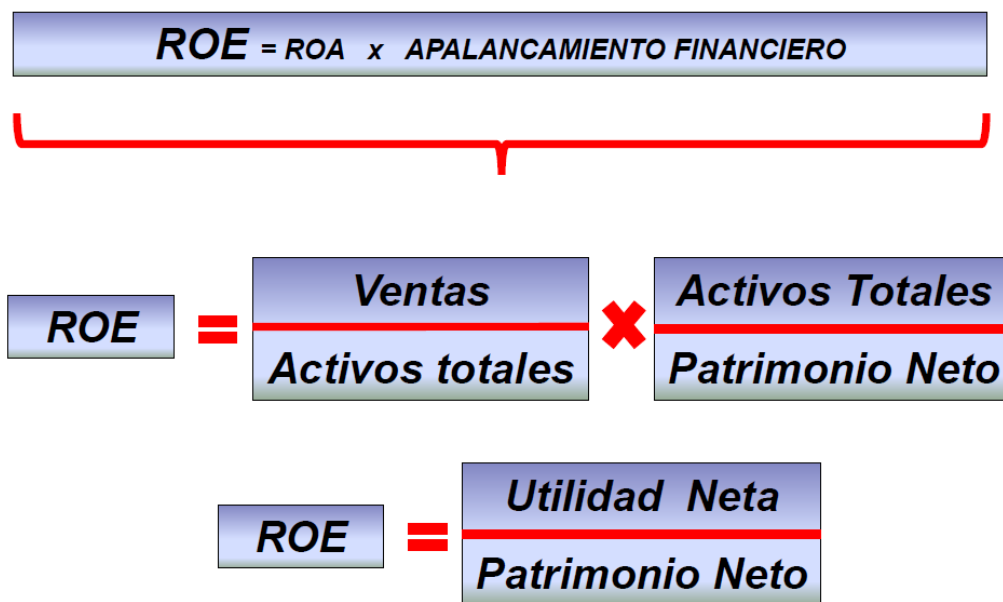 ROE = ROA x APALANCAMIENTO FINANCIERO
Ventas
Activos Totales
ROE = ×
Activos totales
Patrimonio Neto
Utilidad Neta
ROE =
Patrimonio Neto